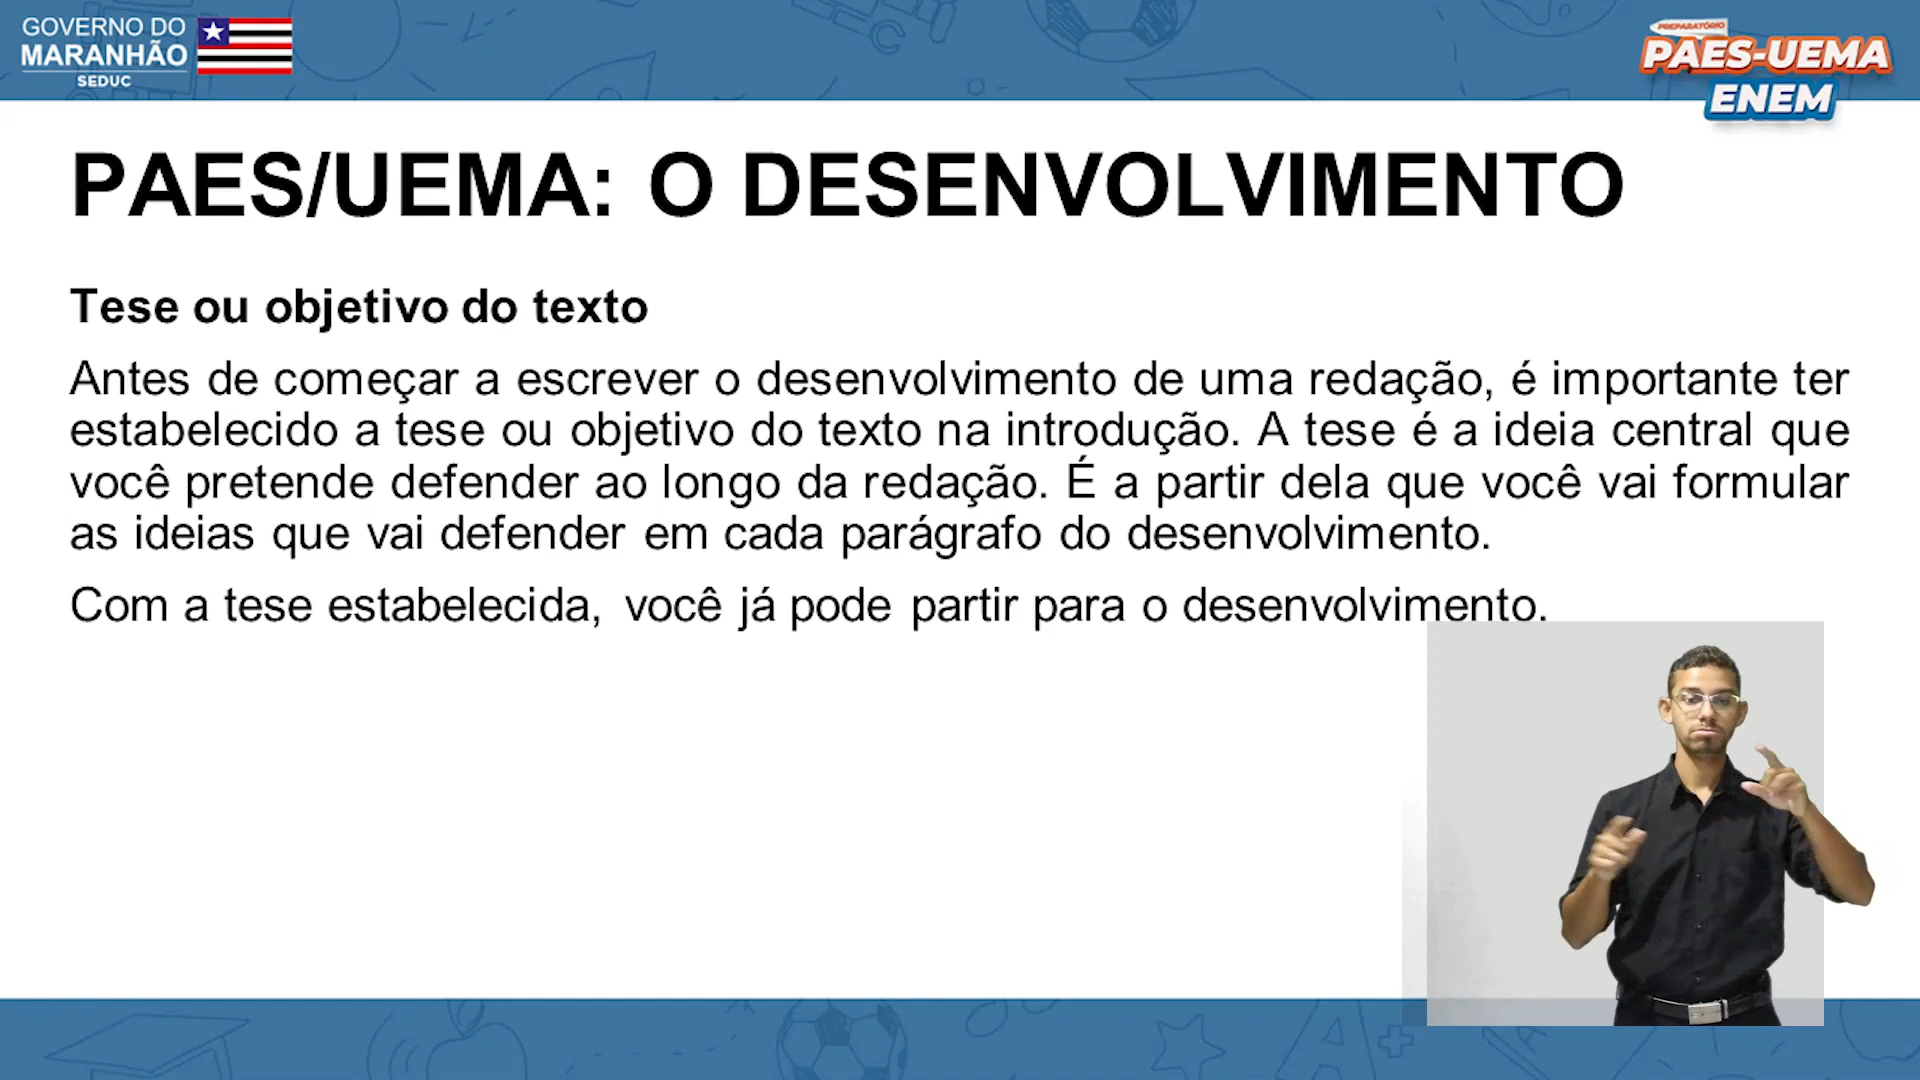 GOVERNO DO
MARANHÃO
SEDUC
PREPARATÓRIO
PAES-UEMA
ENEM
PAES/UEMA: O DESENVOLVIMENTO
Tese ou objetivo do texto
Antes de começar a escrever o desenvolvimento de uma redação, é importante ter
estabelecido a tese ou objetivo do texto na introdução. A tese é a ideia central que
você pretende defender ao longo da redação. É a partir dela que você vai formular
as ideias que vai defender em cada parágrafo do desenvolvimento.
Com a tese estabelecida, você já pode partir para o desenvolvimento.
A+